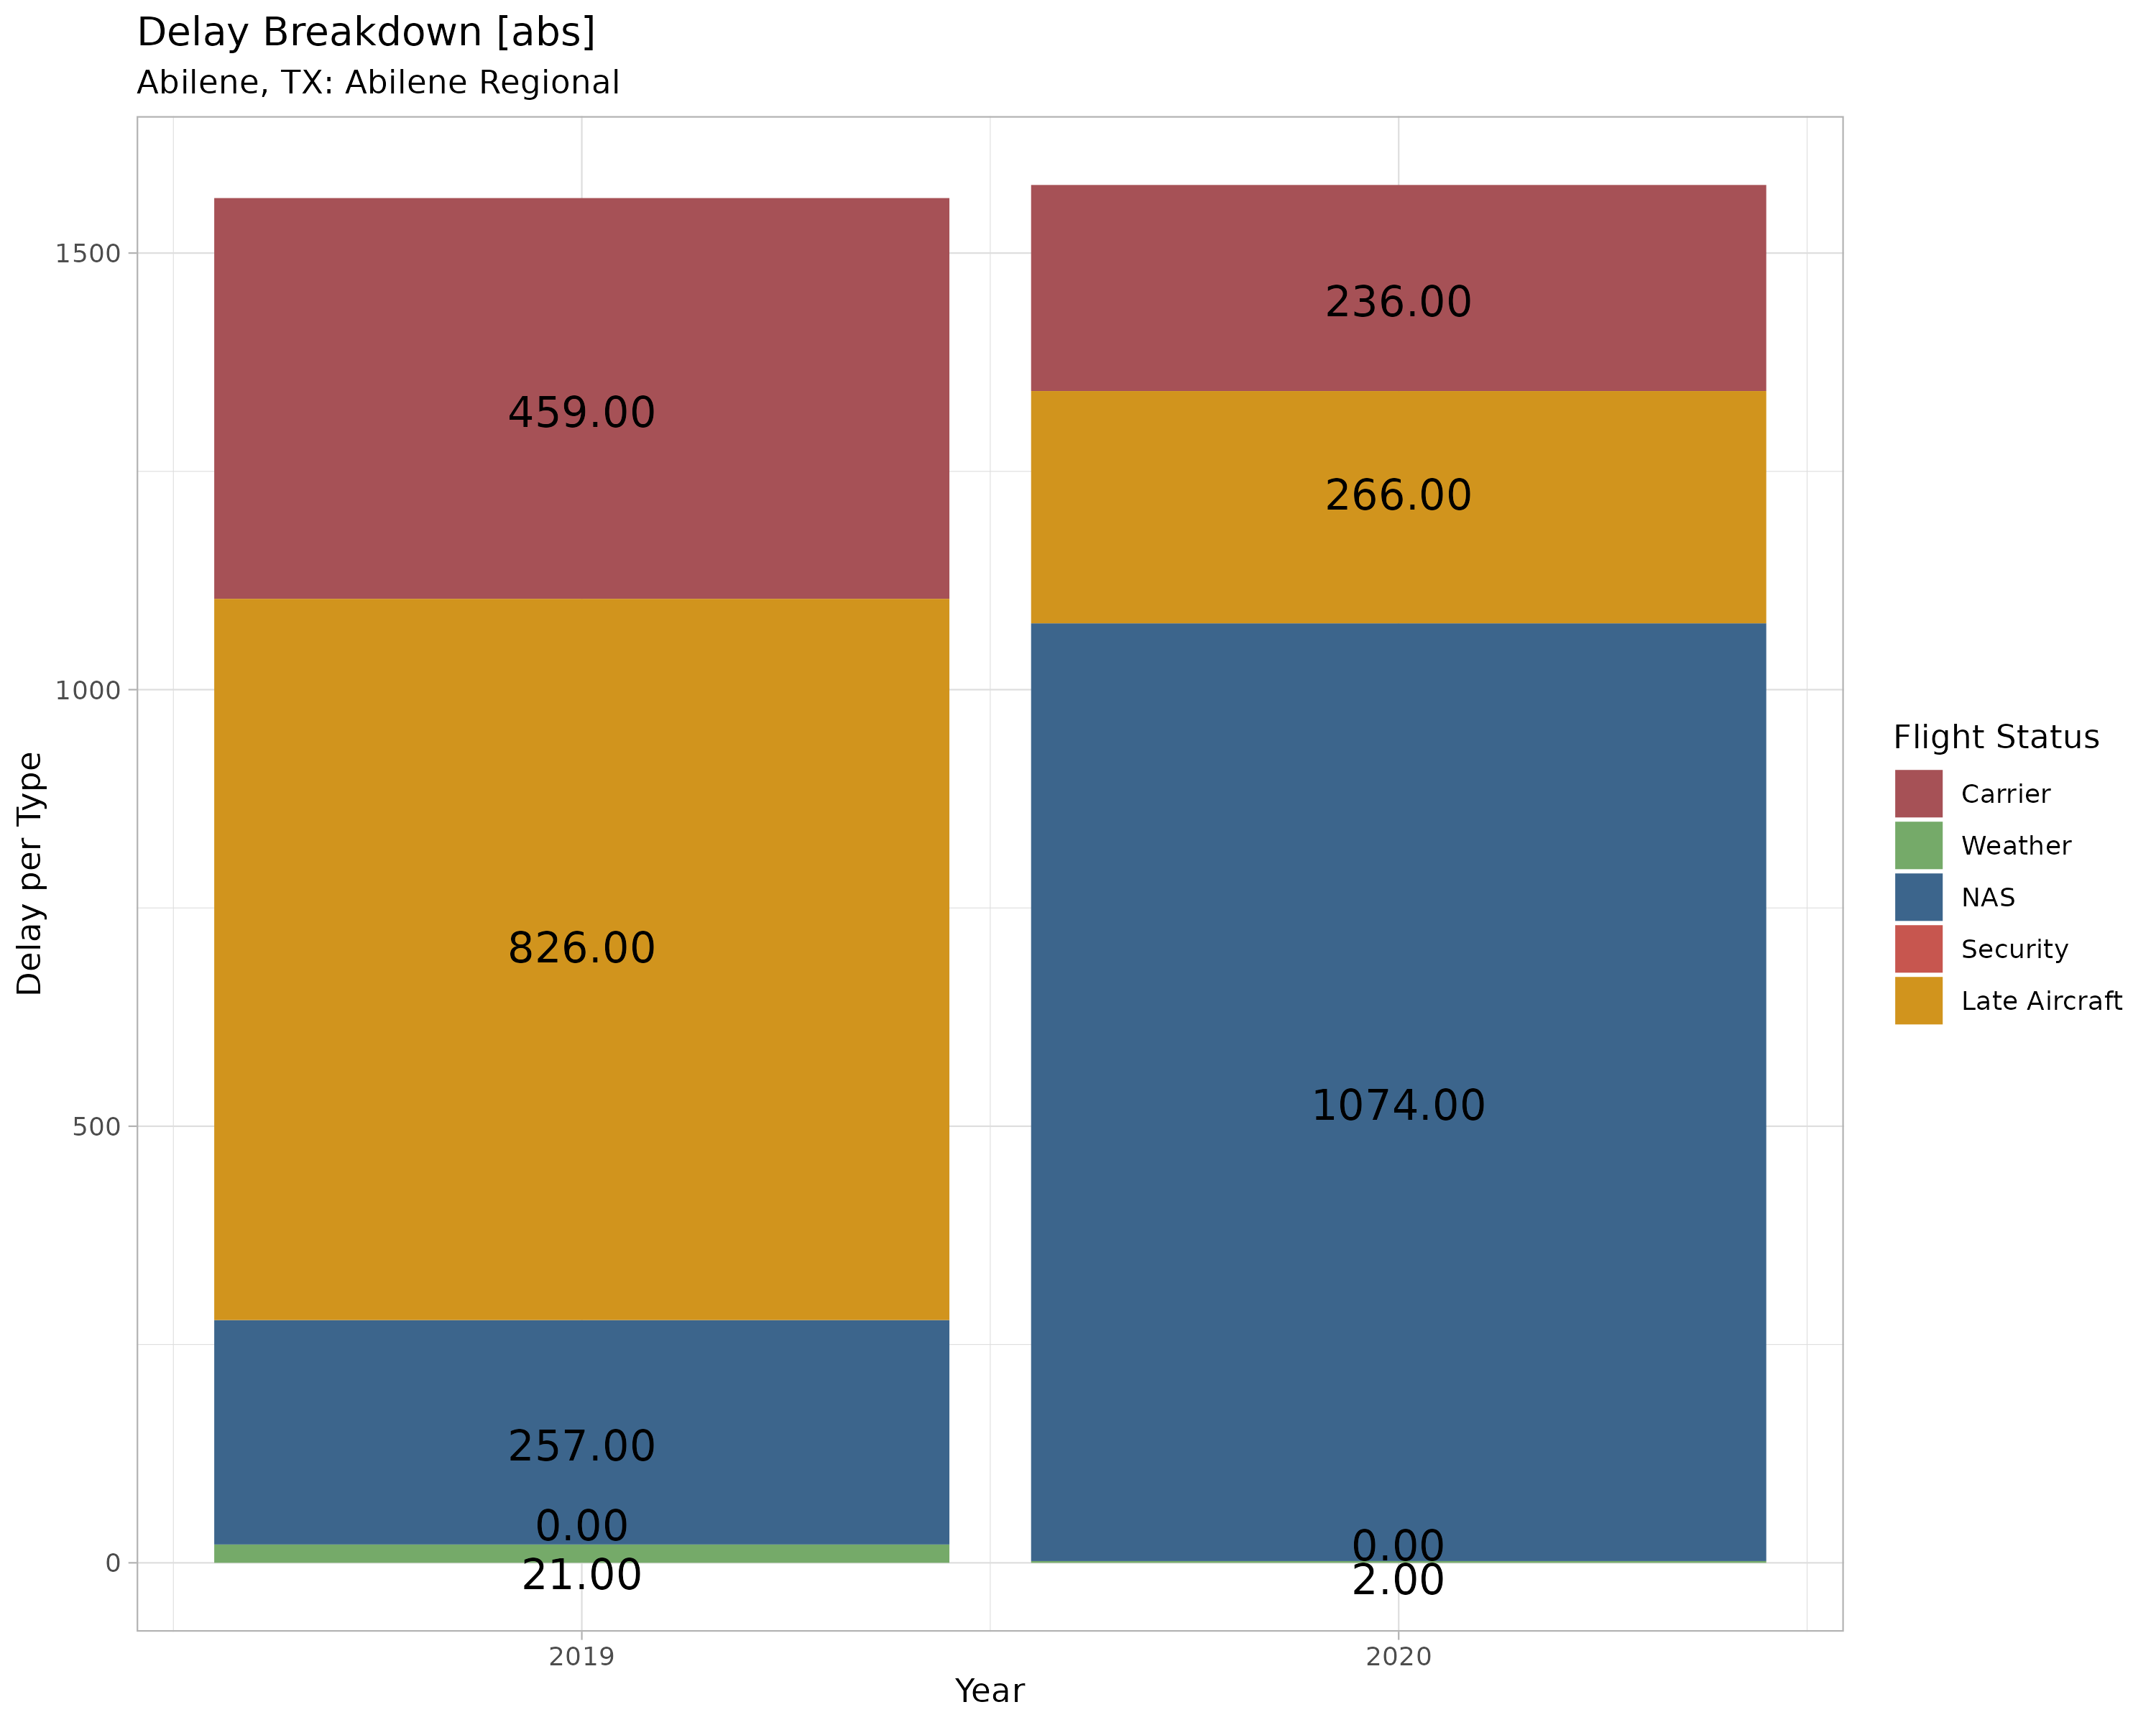 Delay Breakdown [abs]
Abilene, TX: Abilene Regional
Delay per Type
1500
1000
500
0
459.00
826.00
257.00
0.00
21.00
236.00
266.00
1074.00
0.00
2.00
2019
2020
Year
Flight Status
Carrier
Weather
NAS
Security
Late Aircraft